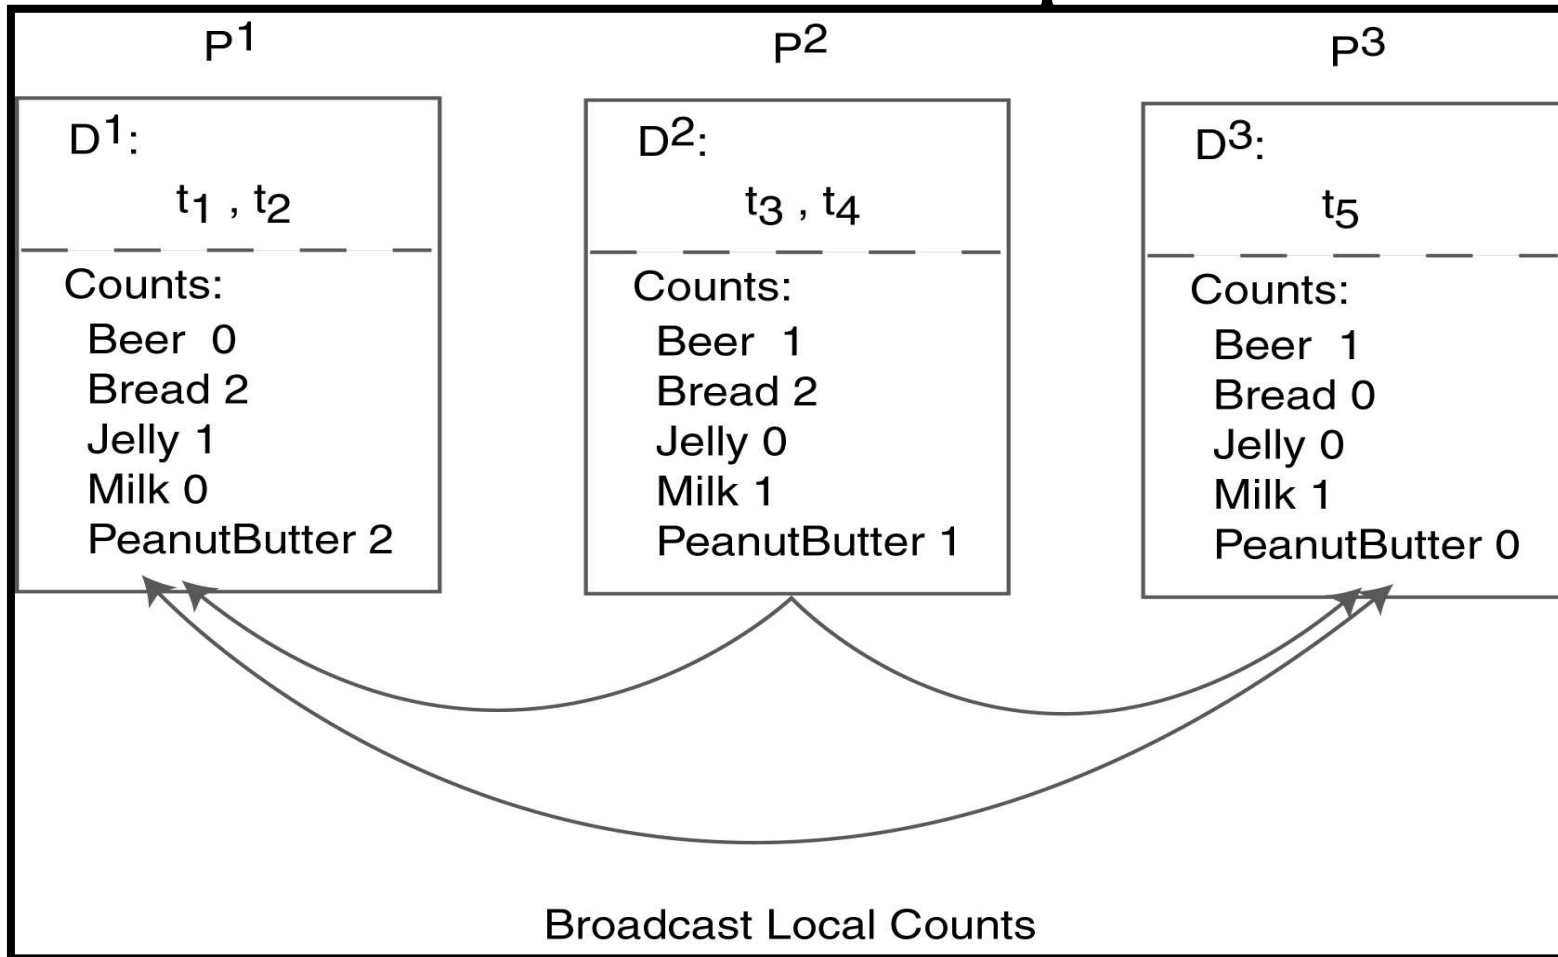 P1
D1:
t1 , t2
Counts:
Beer 0
Bread 2
Jelly 1
Milk 0
PeanutButter 2
P2
D2:
t3 , t4
Counts:
Beer 1
Bread 2
Jelly 0
Milk 1
PeanutButter 1
P3
D3:
t5
Counts:
Beer 1
Bread 0
Jelly 0
Milk 1
PeanutButter 0
Broadcast Local Counts